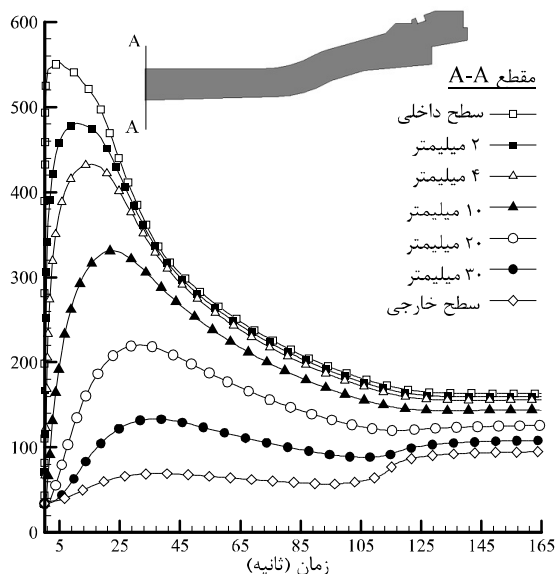 600
500
400
300
200
100
0
A
A
مقطع A-A
سطح داخلی
۲ میلیمتر
۴ میلیمتر
۱۰ میلیمتر
۲۰ میلیمتر
۳۰ میلیمتر
سطح خارجی
5 25 45 65 85 105 125 145 165
زمان (ثانیه)